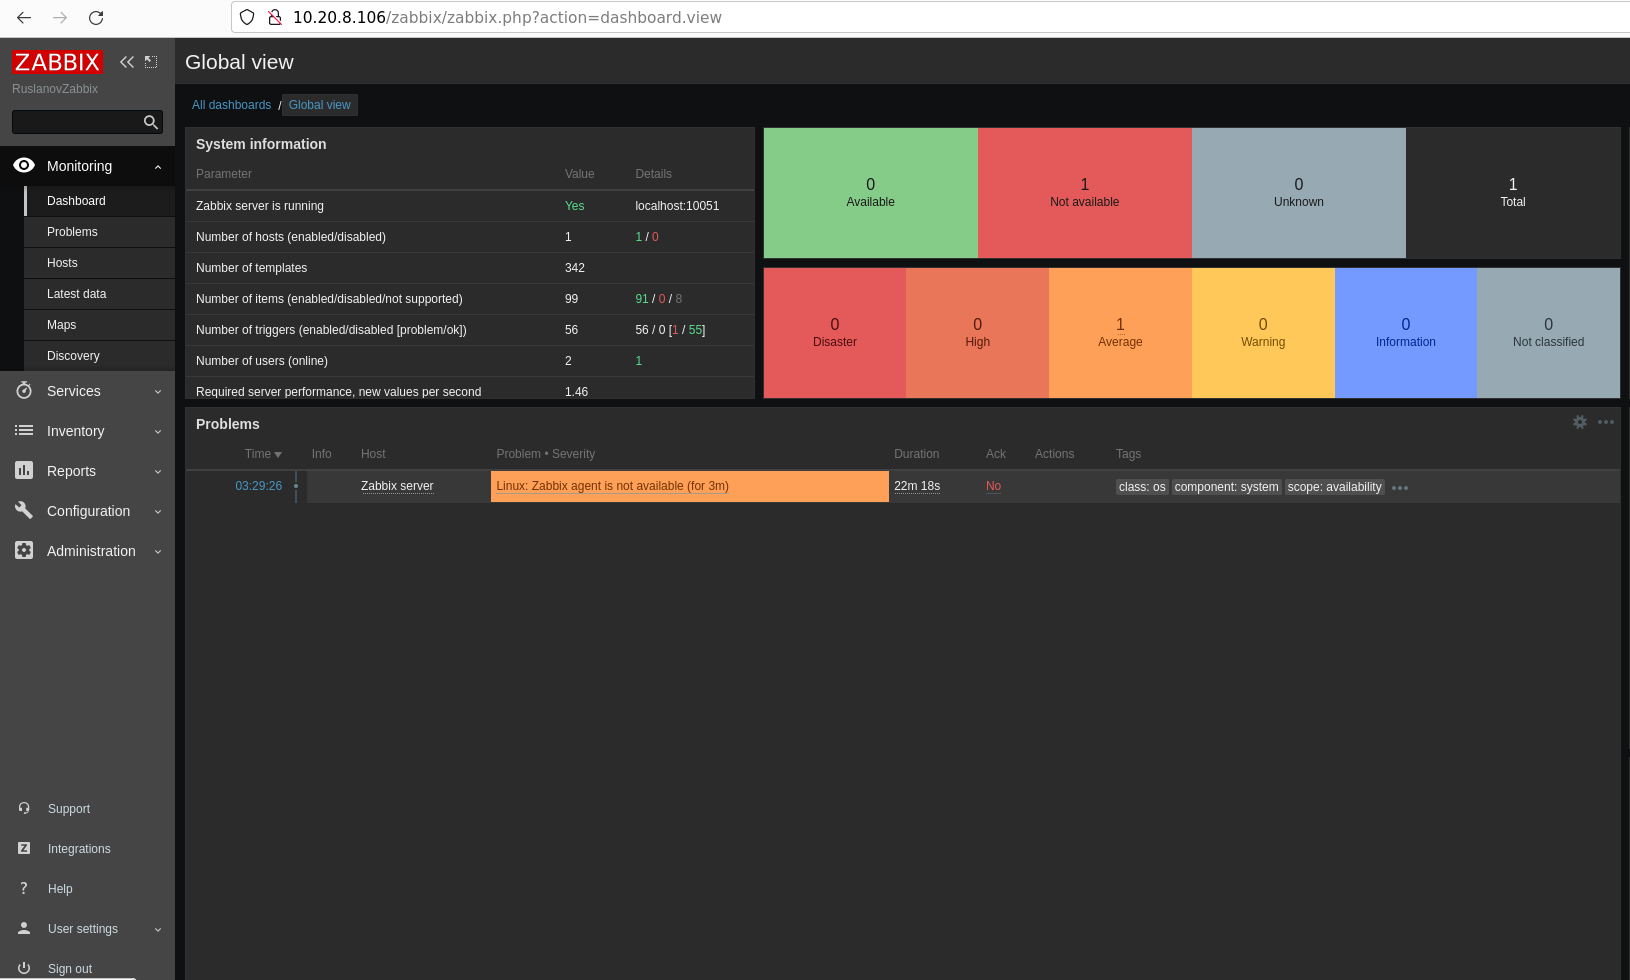 10.20.8.106/zabbix/zabbix.php?action=dashboard.view
ZABBIX
RuslanovZabbix
Monitoring
Dashboard
Problems
Hosts
Latest data
Maps
Discovery
Services
Inventory
Reports
Configuration
Administration
Support
Integrations
Help
User settings
Sign out
Global view
All dashboards / Global view
System information
Parameter Value Details
Zabbix server is running Yes localhost:10051
Number of hosts (enabled/disabled) 1 1 / 0
Number of templates 342
Number of items (enabled/disabled/not supported) 99 91 / 0 / 8
Number of triggers (enabled/disabled [problem/ok]) 56 56 / 0 [1 / 55]
Number of users (online) 2 1
Required server performance, new values per second 1.46
0 1 0 1
Available Not available Unknown Total
0 0 1 0 0 0
Disaster High Average Warning Information Not classified
Problems
Time Info Host Problem • Severity Duration Ack Actions Tags
03:29:26 Zabbix server Linux: Zabbix agent is not available (for 3m) 22m 18s No class: os component: system scope: availability